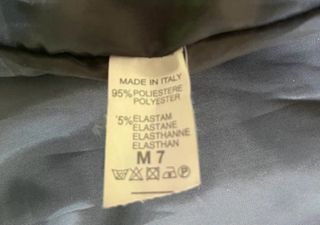 MADE IN ITALY
95% POLIESTERE
POLYESTER
5% ELASTAM
ELASTANE
ELASTHANNE
ELASTHAN
M 7